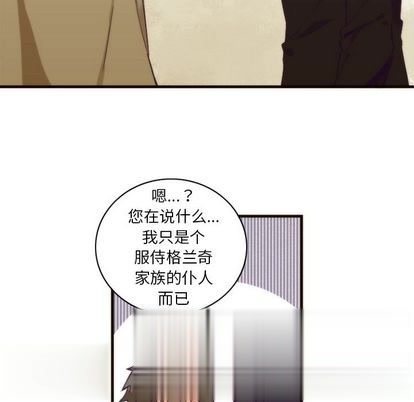 嗯...？
您在说什么...
我只是个
服侍格兰奇
家族的仆人
而已